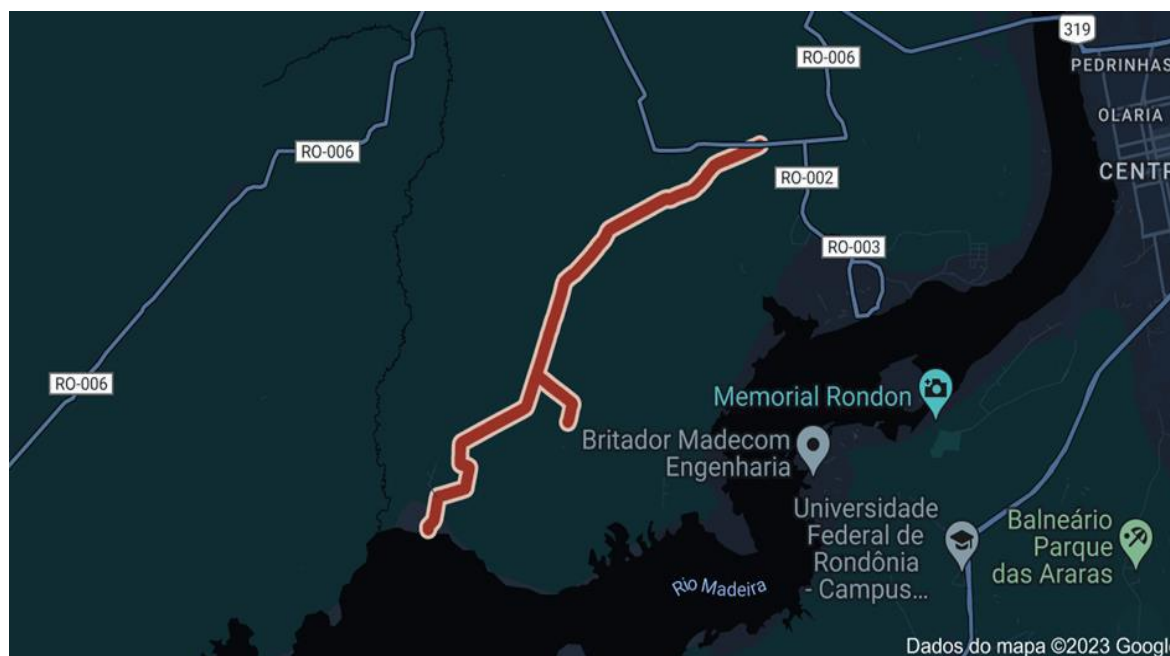 319
RO-006
PEDRINHAS
OLARIA
RO-006
CENTR
RO-002
RO-003
RO-006
Memorial Rondon
Britador Madecom
Engenharia
Universidade
Federal de
Rondônia
- Campus...
Balneário
Parque
das Araras
Rio Madeira
Dados do mapa ©2023 Google